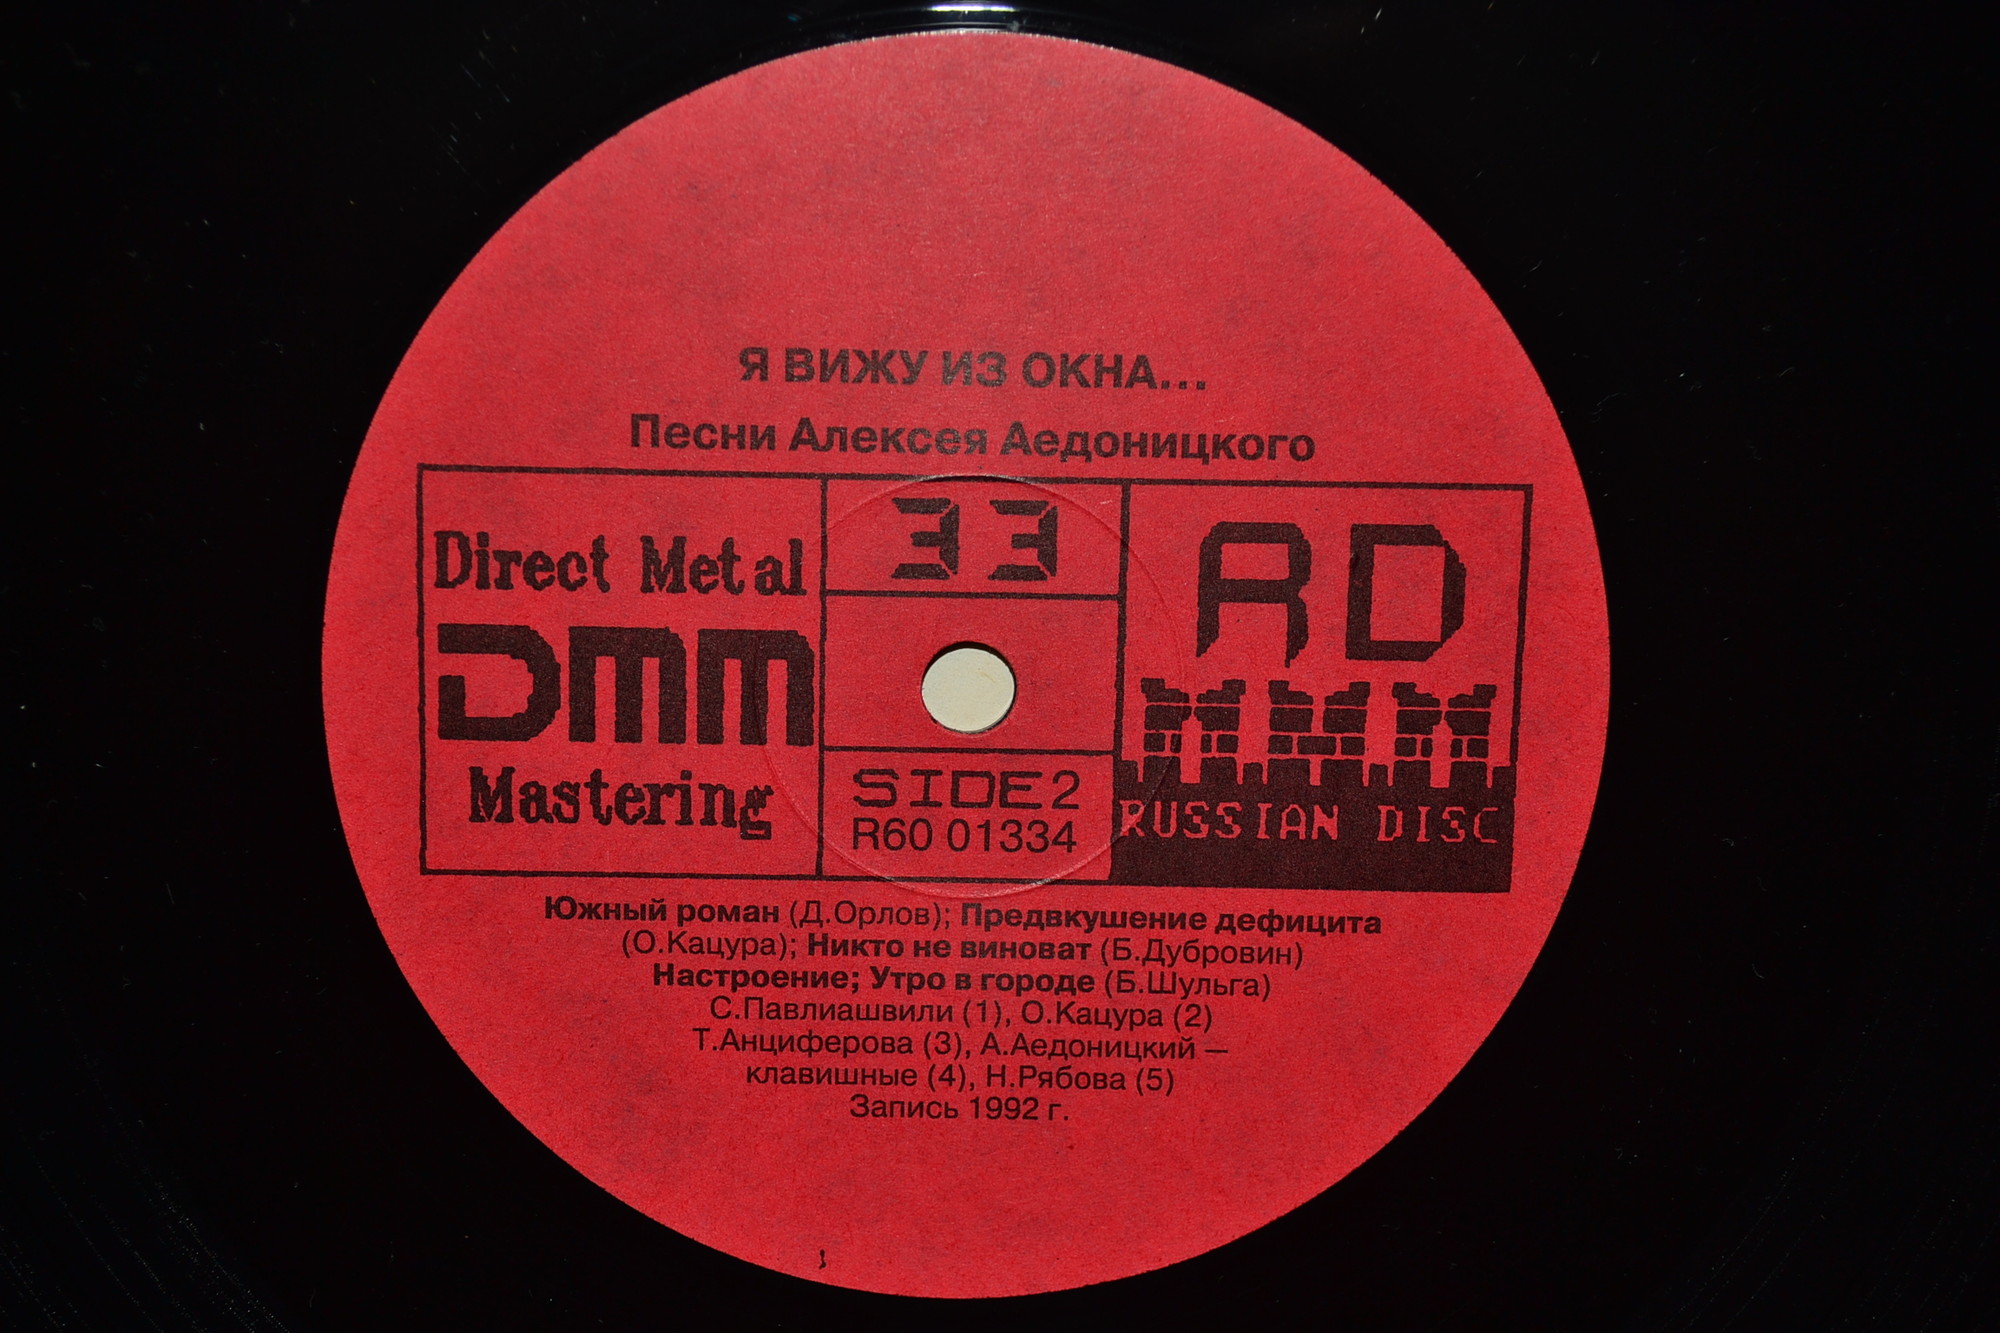 Я ВИЖУ ИЗ ОКНА...
Песни Алексея Аедоницкого
Direct Metal
DMM
Mastering
33
SIDE 2
R60 01334
RD
RUSSIAN DISC
Южный роман (Д.Орлов); Предвкушение дефицита
(О.Кацура); Никто не виноват (Б.Дубровин)
Настроение; Утро в городе (Б.Шульга)
С.Павлиашвили (1), О.Кацура (2)
Т.Анциферова (3), А.Аедоницкий —
клавишные (4), Н.Рябова (5)
Запись 1992 г.